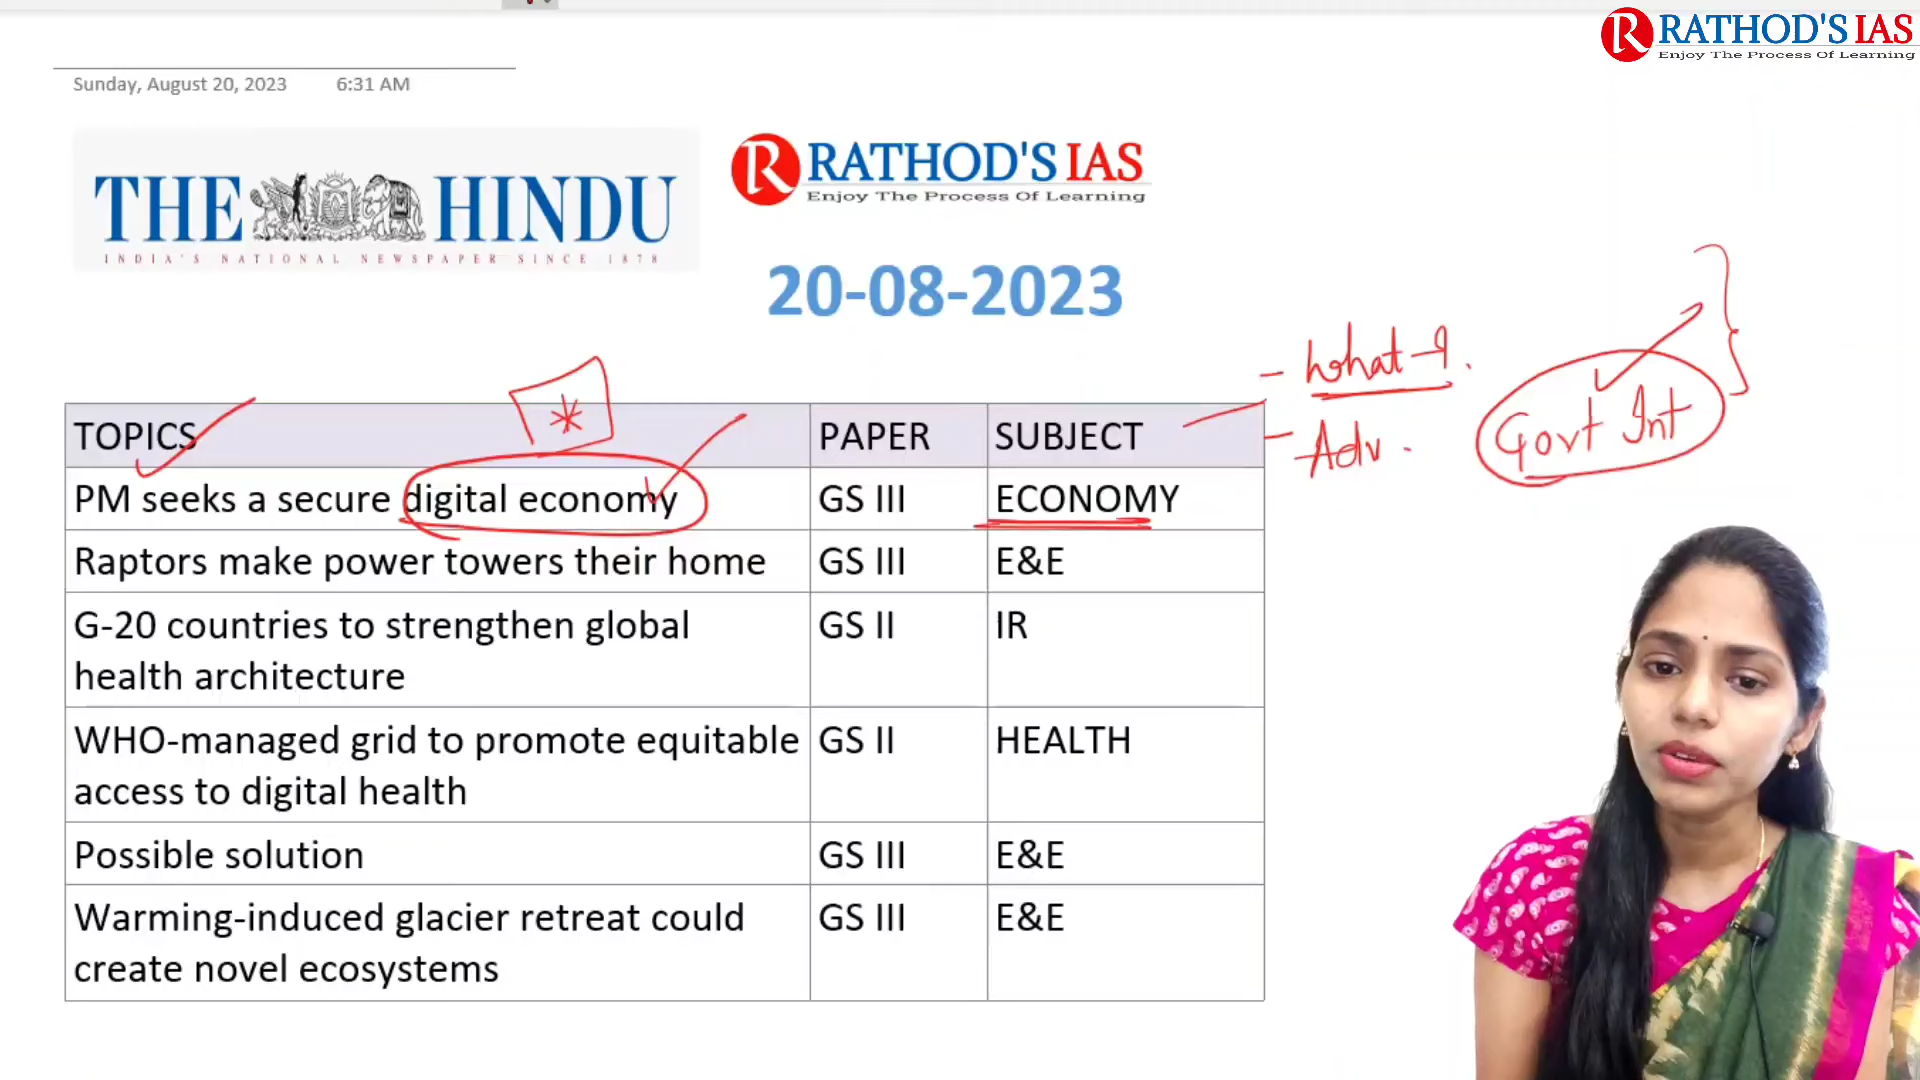 RATHOD'S IAS
Enjoy The Process Of Learning
Sunday, August 20, 2023 6:31 AM
THE HINDU
INDIA'S NATIONAL NEWSPAPER SINCE 1878
RATHOD'S IAS
Enjoy The Process Of Learning
20-08-2023
- What -?.
- Adv.
Govt Int
*
TOPICS PAPER SUBJECT
PM seeks a secure digital economy GS III ECONOMY
Raptors make power towers their home GS III E&E
G-20 countries to strengthen global GS II IR
health architecture
WHO-managed grid to promote equitable GS II HEALTH
access to digital health
Possible solution GS III E&E
Warming-induced glacier retreat could GS III E&E
create novel ecosystems